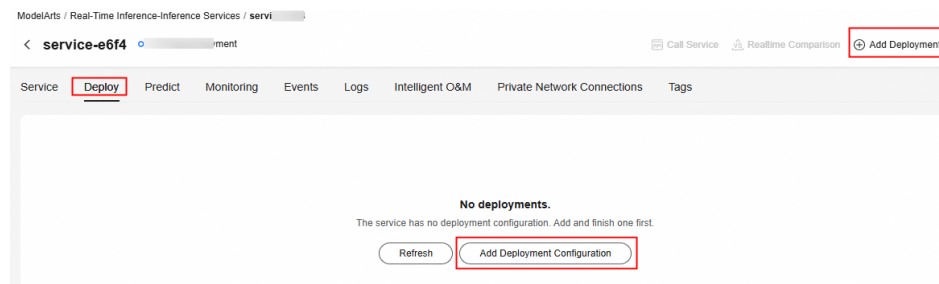 ModelArts / Real-Time Inference-Inference Services / servi
< service-e6f4
Call Service Realtime Comparison Add Deployment
Service Deploy Predict Monitoring Events Logs Intelligent O&M Private Network Connections Tags
No deployments.
The service has no deployment configuration. Add and finish one first.
Refresh Add Deployment Configuration